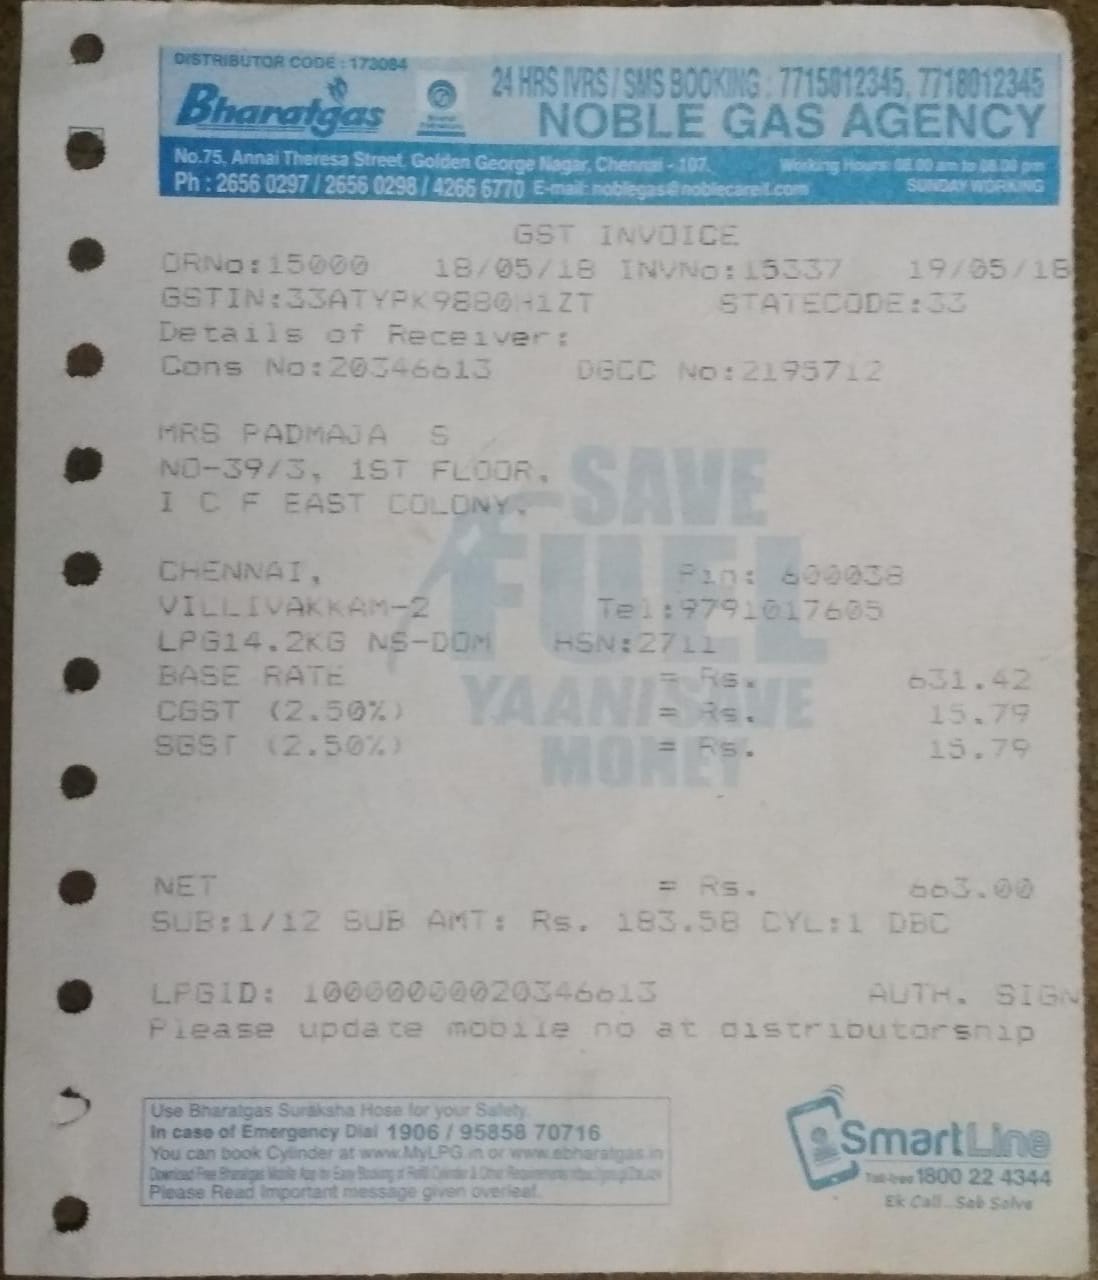 DISTRIBUTOR CODE : 173084
Bharatgas
24 HRS IVRS / SMS BOOKING : 7715012345, 7718012345
NOBLE GAS AGENCY
No.75, Annai Theresa Street, Golden George Nagar, Chennai - 107.
Working Hours: 08.00 am to 08.00 pm
Ph : 2656 0297 / 2656 0298 / 4266 6770 E-mail: noblegas@noblecareit.com
SUNDAY WORKING
GST INVOICE
ORNo:15000 18/05/18 INVNo:15337 19/05/18
GSTIN:33ATYPK9880H1ZT STATECODE:33
Details of Receiver:
Cons No:20346613 DGCC No:2195712
MRS PADMAJA S
NO-39/3, 1ST FLOOR,
I C F EAST COLONY,
CHENNAI, Pin: 600038
VILLIVAKKAM-2 Tel:9791017605
LPG14.2KG NS-DOM HSN:2711
BASE RATE = Rs. 631.42
CGST (2.50%) = Rs. 15.79
SGST (2.50%) = Rs. 15.79
SAVE
FUEL
YAANI SAVE
MONEY
NET = Rs. 663.00
SUB:1/12 SUB AMT: Rs. 183.58 CYL:1 DBC
LPGID: 10000000020346613 AUTH. SIGN
Please update mobile no at distributorship
Use Bharatgas Suraksha Hose for your Safety.
In case of Emergency Dial 1906 / 95858 70716
You can book Cylinder at www.MyLPG.in or www.ebharatgas.in
Download Free Bharatgas Mobile App for Easy Booking of Refill Cylinder & Other Requirements
Please Read Important message given overleaf.
SmartLine
Toll-free 1800 22 4344
Ek Call...Sab Solve